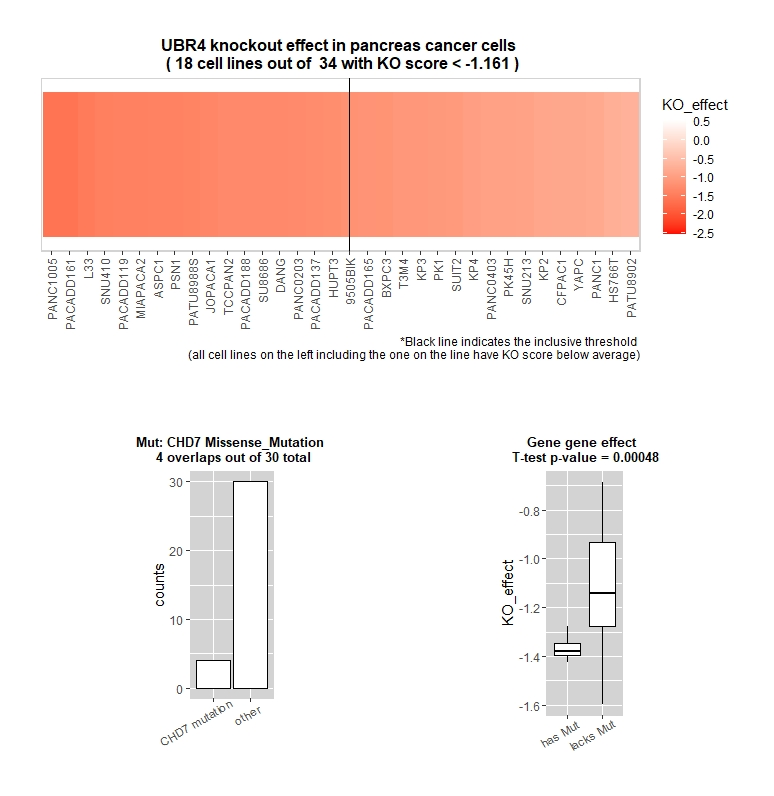 UBR4 knockout effect in pancreas cancer cells
( 18 cell lines out of 34 with KO score < -1.161 )
KO_effect
0.5
0.0
-0.5
-1.0
-1.5
-2.0
-2.5
PANC1005
PACADD161
L33
SNU410
PACADD119
MIAPACA2
ASPC1
PSN1
PATU8988S
JOPACA1
TCCPAN2
PACADD188
SU8686
DANG
PANC0203
PACADD137
HUPT3
9505BIK
PACADD165
BXPC3
T3M4
KP3
PK1
SUIT2
KP4
PANC0403
PK45H
SNU213
KP2
CFPAC1
YAPC
PANC1
HS766T
PATU8902
*Black line indicates the inclusive threshold
(all cell lines on the left including the one on the line have KO score below average)
Mut: CHD7 Missense_Mutation
4 overlaps out of 30 total
counts
30
20
10
0
CHD7 mutation
other
Gene gene effect
T-test p-value = 0.00048
KO_effect
-0.8
-1.0
-1.2
-1.4
-1.6
has Mut
lacks Mut